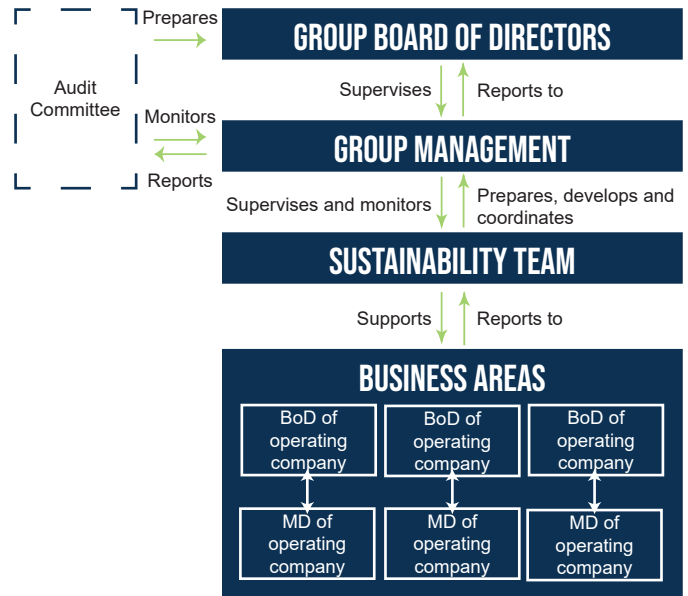 Prepares
GROUP BOARD OF DIRECTORS
Audit
Committee
Supervises
Reports to
Monitors
GROUP MANAGEMENT
Reports
Supervises and monitors
Prepares, develops and
coordinates
SUSTAINABILITY TEAM
Supports
Reports to
BUSINESS AREAS
BoD of
operating
company
BoD of
operating
company
BoD of
operating
company
MD of
operating
company
MD of
operating
company
MD of
operating
company